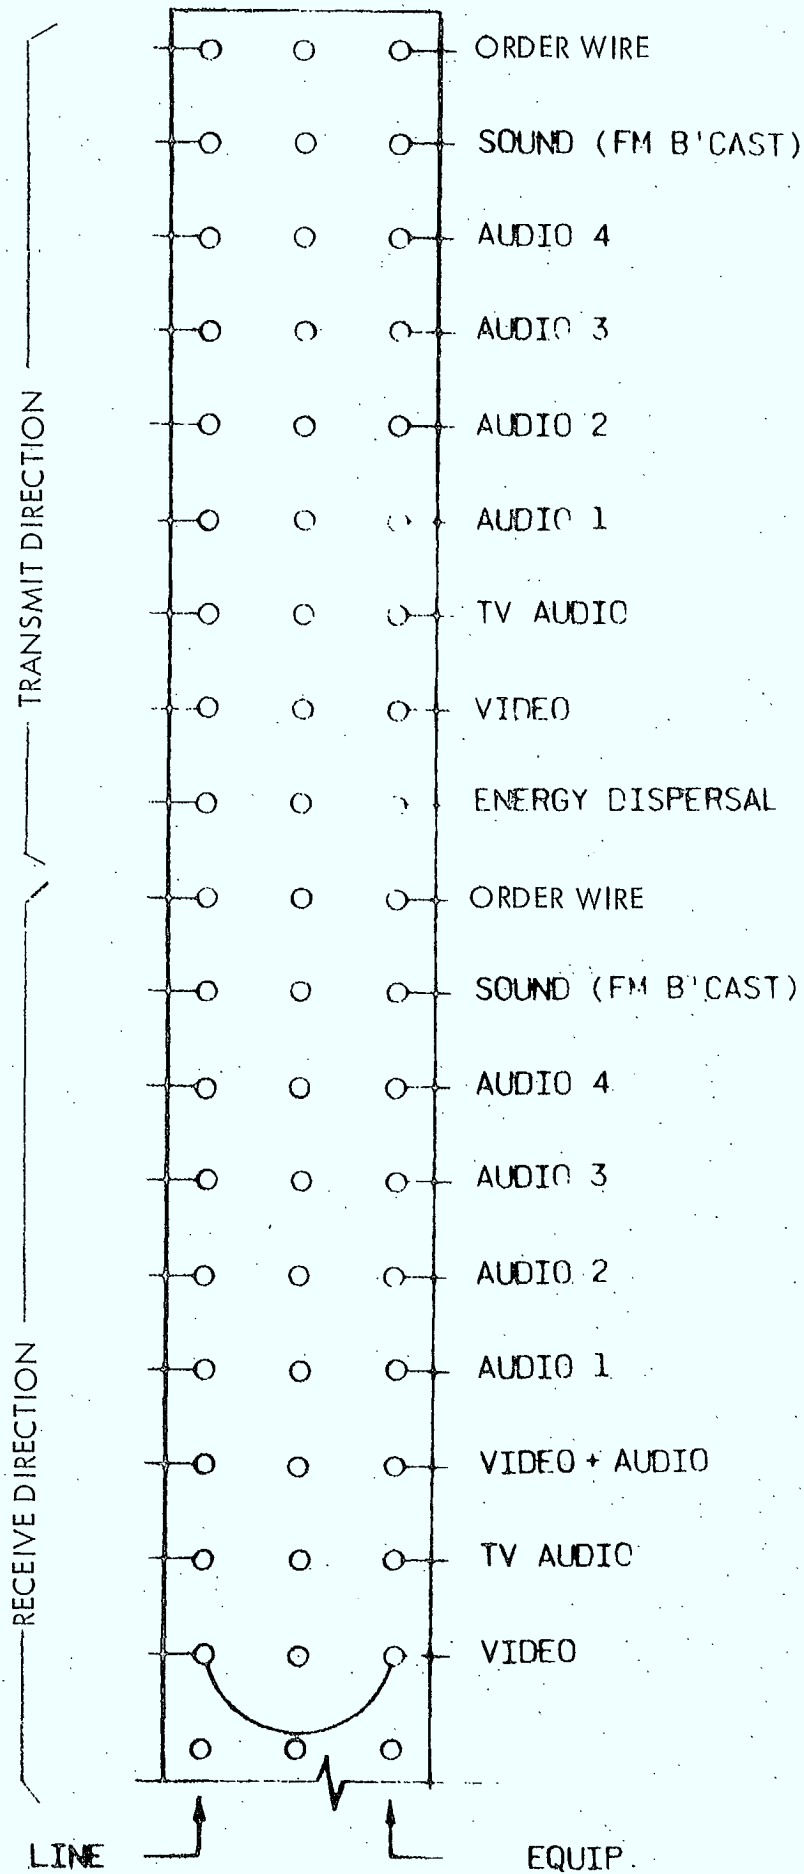 ORDER WIRE
SOUND (FM B'CAST)
AUDIO 4
AUDIO 3
AUDIO 2
AUDIO 1
TV AUDIO
VIDEO
ENERGY DISPERSAL
TRANSMIT DIRECTION
ORDER WIRE
SOUND (FM B'CAST)
AUDIO 4
AUDIO 3
AUDIO 2
AUDIO 1
VIDEO + AUDIO
TV AUDIO
VIDEO
RECEIVE DIRECTION
LINE
EQUIP.